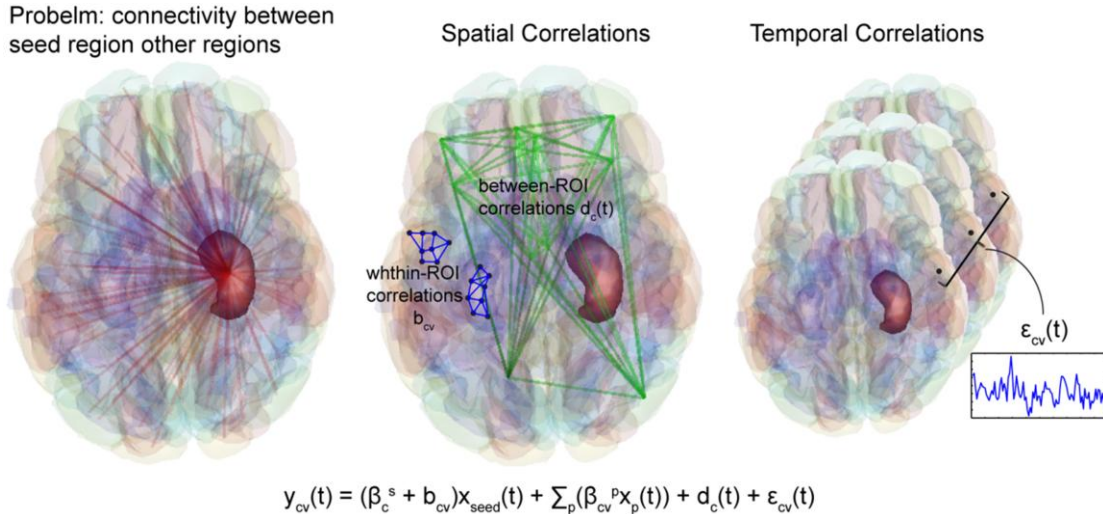 Probelm: connectivity between
seed region other regions
Spatial Correlations
Temporal Correlations
between-ROI
correlations d_c(t)
whthin-ROI
correlations
b_cv
ε_cv(t)
y_cv(t) = (β_c^s + b_cv)x_seed(t) + ∑_p(β_cv^p x_p(t)) + d_c(t) + ε_cv(t)